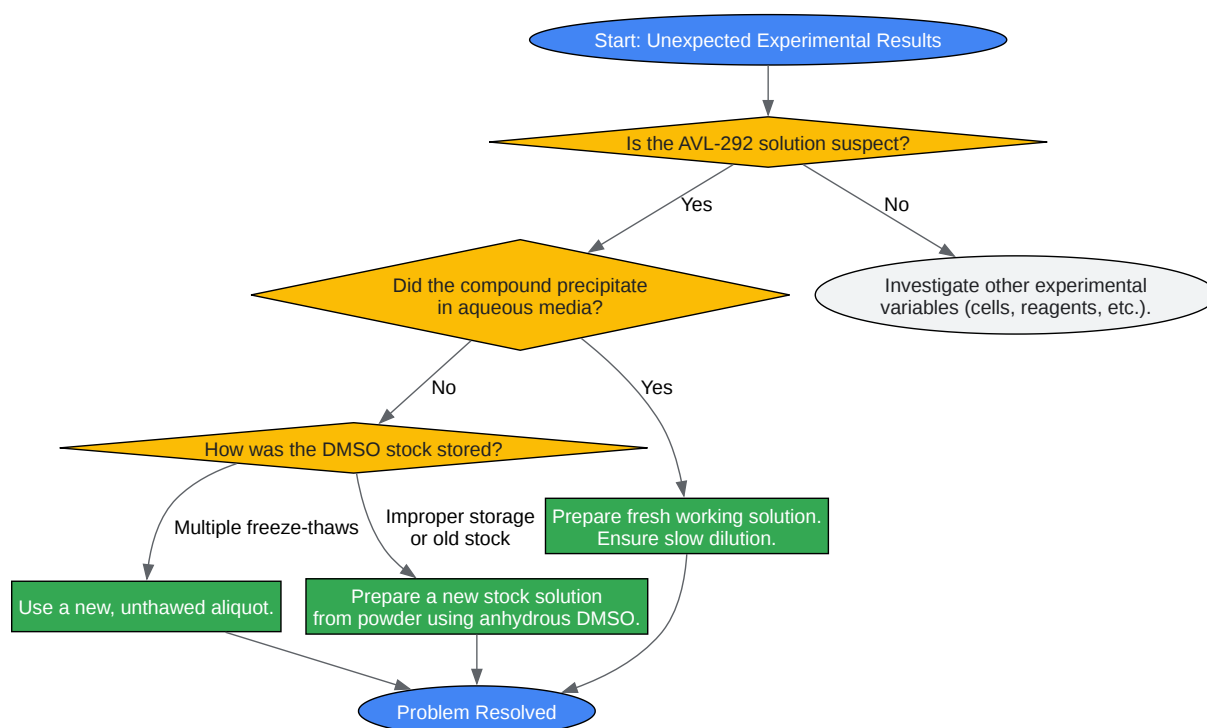 Start: Unexpected Experimental Results
Is the AVL-292 solution suspect?
Yes
No
Did the compound precipitate
in aqueous media?
Investigate other experimental
variables (cells, reagents, etc.).
No
Yes
How was the DMSO stock stored?
Multiple freeze-thaws
Improper storage
or old stock
Prepare fresh working solution.
Ensure slow dilution.
Use a new, unthawed aliquot.
Prepare a new stock solution
from powder using anhydrous DMSO.
Problem Resolved